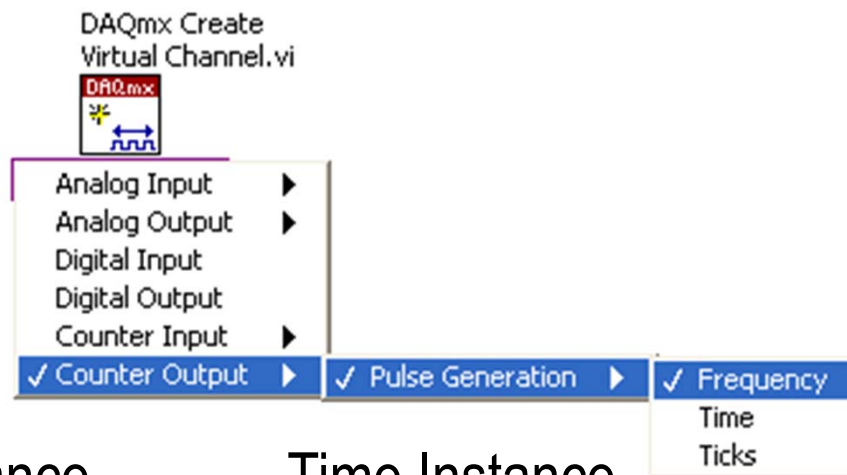 DAQmx Create
Virtual Channel.vi
DAQmx
Analog Input
Analog Output
Digital Input
Digital Output
Counter Input
✓ Counter Output ✓ Pulse Generation ✓ Frequency
Time
Ticks
Time Instance